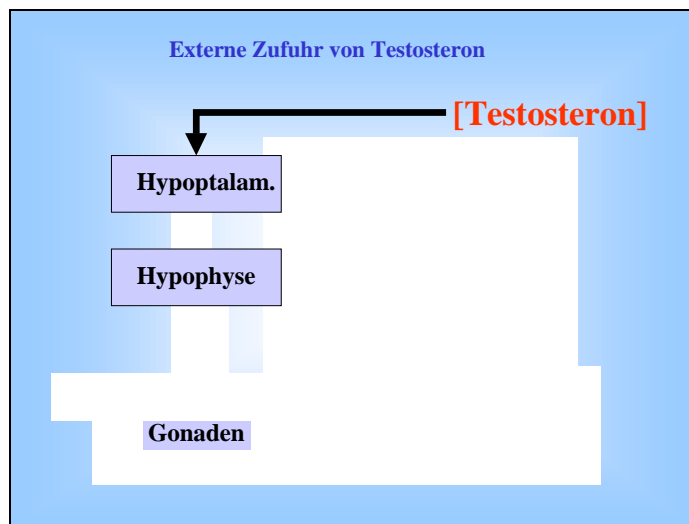 Externe Zufuhr von Testosteron
[Testosteron]
Hypoptalam.
Hypophyse
Gonaden